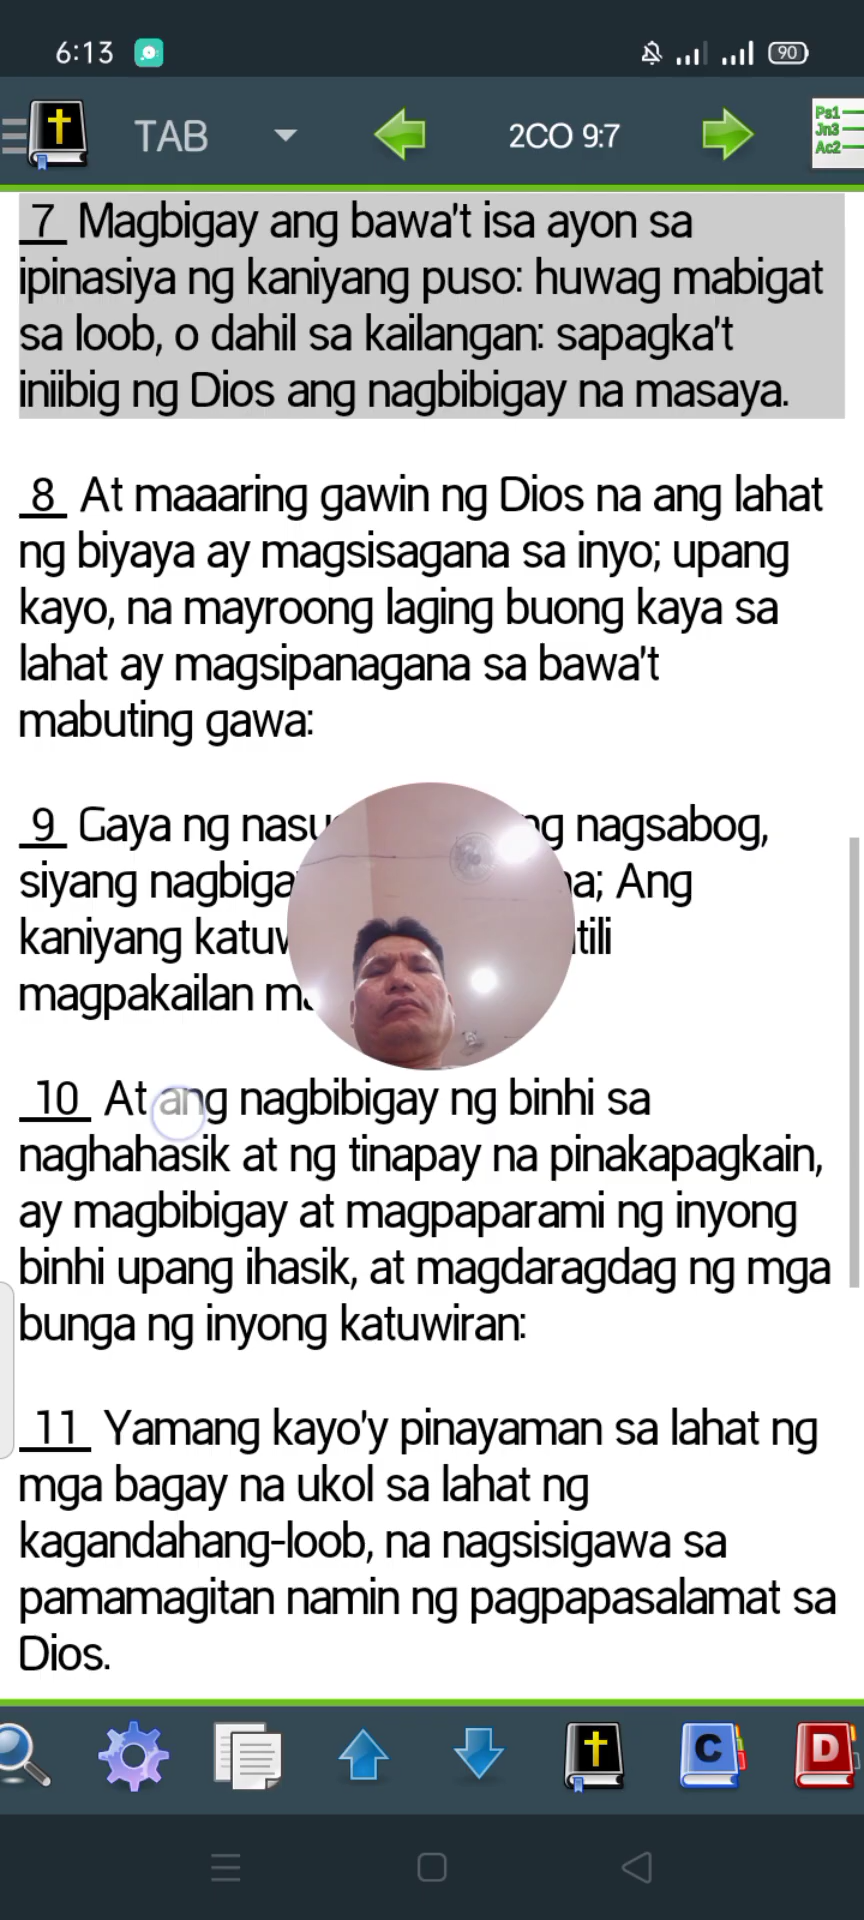 6:13
90
TAB
2CO 9:7
Ps1
Jn3
Ac2
7 Magbigay ang bawa't isa ayon sa
ipinasiya ng kaniyang puso: huwag mabigat
sa loob, o dahil sa kailangan: sapagka't
iniibig ng Dios ang nagbibigay na masaya.
8 At maaaring gawin ng Dios na ang lahat
ng biyaya ay magsisagana sa inyo; upang
kayo, na mayroong laging buong kaya sa
lahat ay magsipanagana sa bawa't
mabuting gawa:
9 Gaya ng nagsabog,
siyang Ang
kaniyang
magpakailan
10 At ang nagbibigay ng binhi sa
naghahasik at ng tinapay na pinakapagkain,
ay magbibigay at magpaparami ng inyong
binhi upang ihasik, at magdaragdag ng mga
bunga ng inyong katuwiran:
11 Yamang kayo'y pinayaman sa lahat ng
mga bagay na ukol sa lahat ng
kagandahang-loob, na nagsisigawa sa
pamamagitan namin ng pagpapasalamat sa
Dios.
C
D